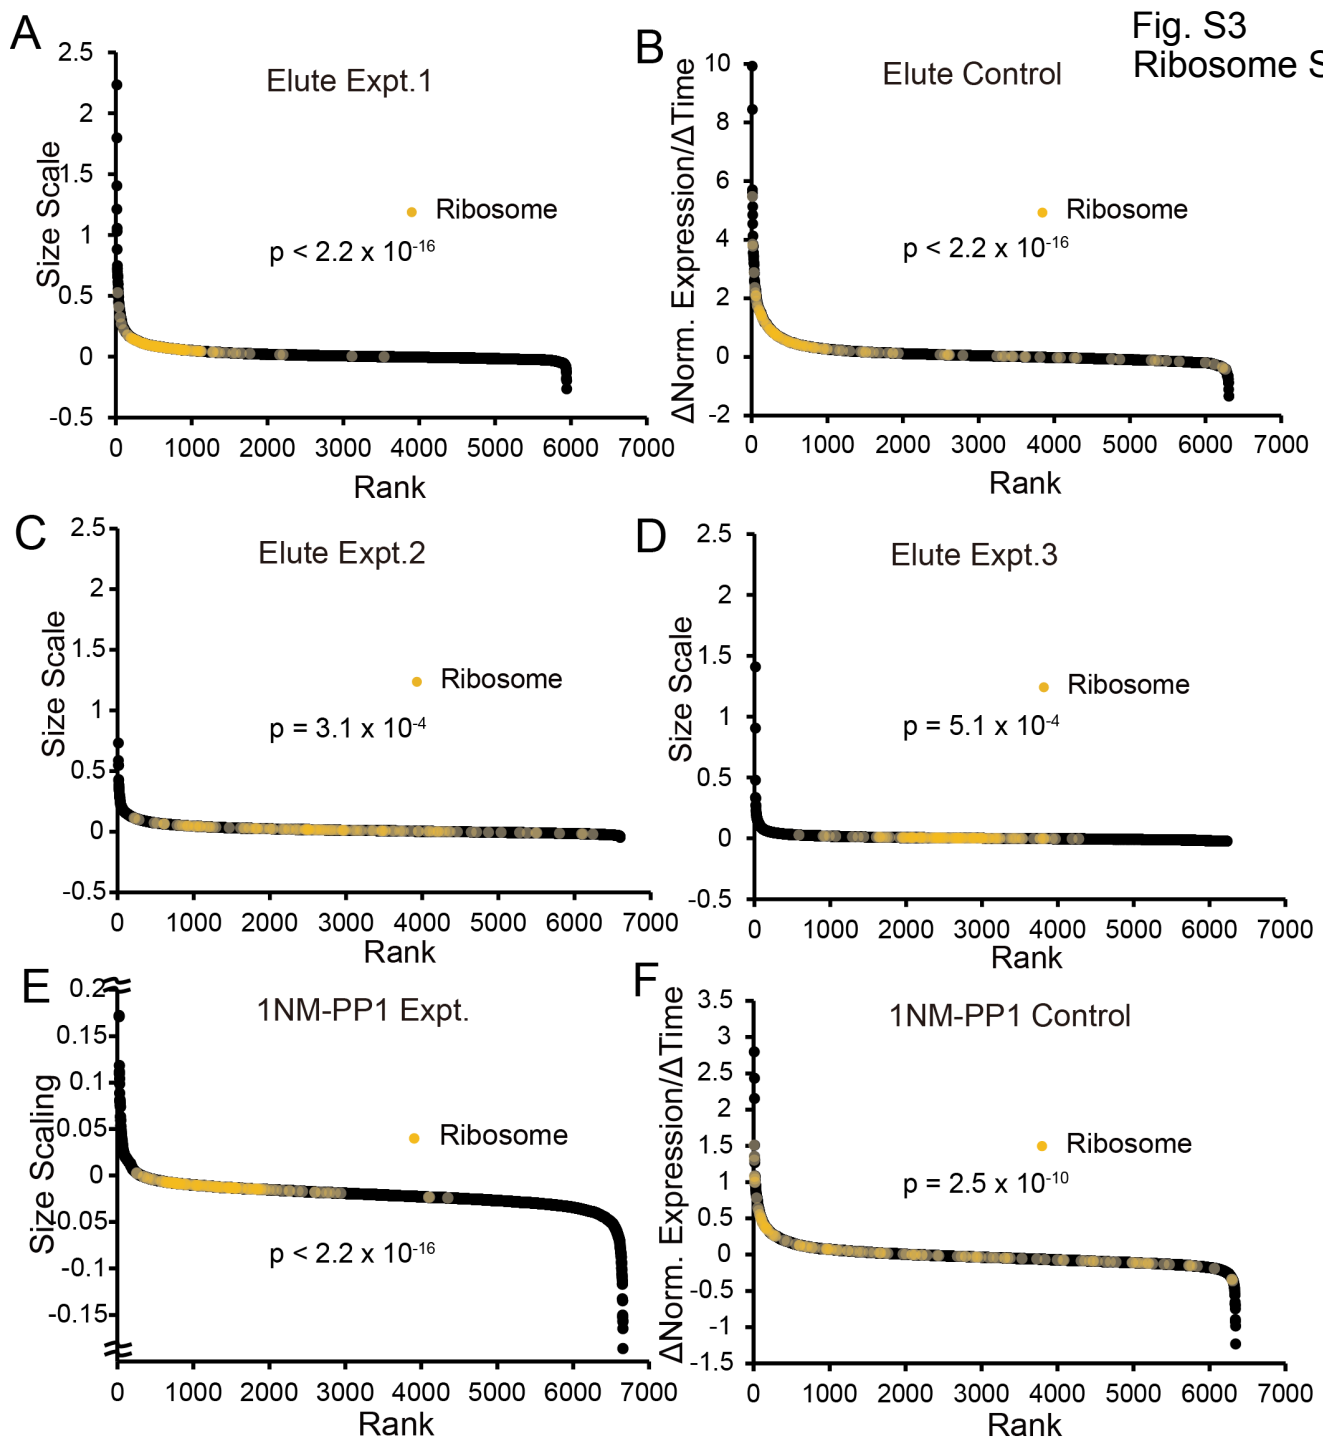 Fig. S3
Ribosome S
A
Elute Expt.1
Size Scale
2.5
2
1.5
1
0.5
0
-0.5
Ribosome
p < 2.2 x 10-16
0 1000 2000 3000 4000 5000 6000 7000
Rank
B
Elute Control
ΔNorm. Expression/ΔTime
10
8
6
4
2
0
-2
Ribosome
p < 2.2 x 10-16
0 1000 2000 3000 4000 5000 6000 7000
Rank
C
Elute Expt.2
Size Scale
2.5
2
1.5
1
0.5
0
-0.5
Ribosome
p = 3.1 x 10-4
0 1000 2000 3000 4000 5000 6000 7000
Rank
D
Elute Expt.3
Size Scale
2.5
2
1.5
1
0.5
0
-0.5
Ribosome
p = 5.1 x 10-4
0 1000 2000 3000 4000 5000 6000 7000
Rank
E
1NM-PP1 Expt.
Size Scaling
0.2
0.15
0.1
0.05
0
-0.05
-0.1
-0.15
Ribosome
p < 2.2 x 10-16
0 1000 2000 3000 4000 5000 6000 7000
Rank
F
1NM-PP1 Control
ΔNorm. Expression/ΔTime
3.5
3
2.5
2
1.5
1
0.5
0
-0.5
-1
-1.5
Ribosome
p = 2.5 x 10-10
0 1000 2000 3000 4000 5000 6000 7000
Rank